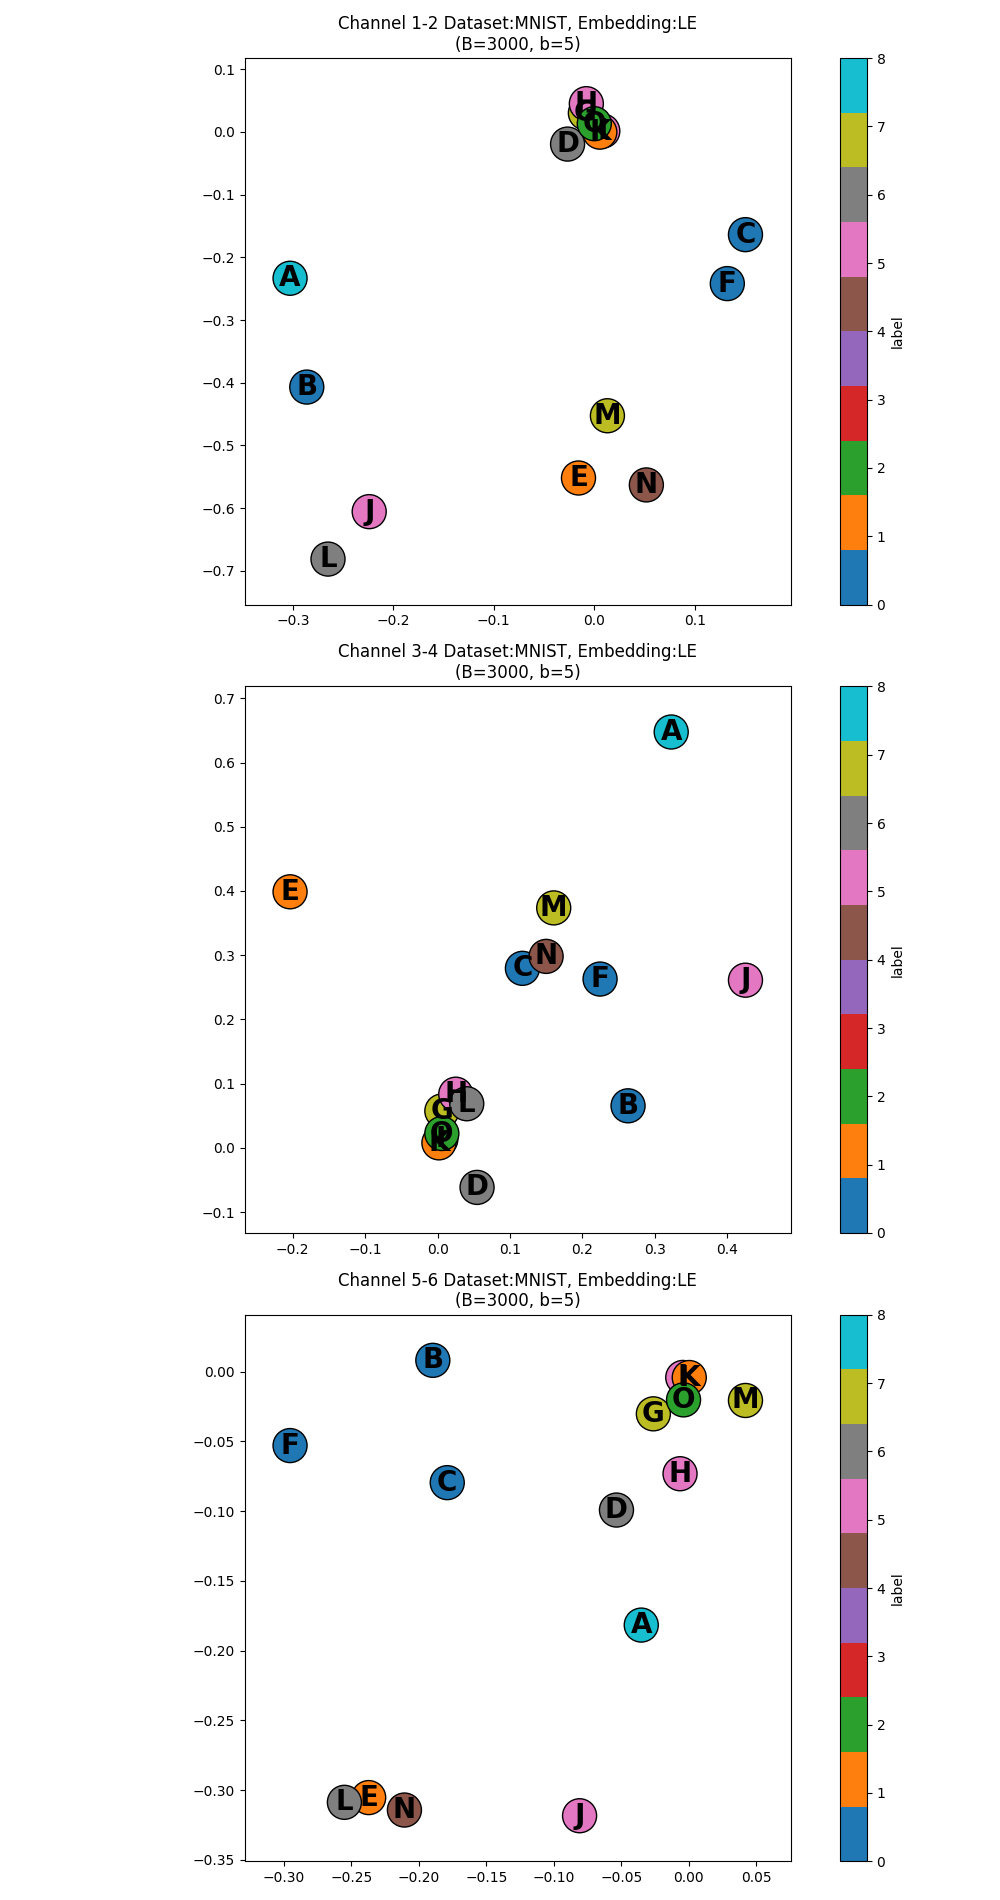 Channel 1-2 Dataset:MNIST, Embedding:LE
(B=3000, b=5)
0.1
0.0
−0.1
−0.2
−0.3
−0.4
−0.5
−0.6
−0.7
−0.3
−0.2
−0.1
0.0
0.1
H
G
O
K
D
C
A
F
B
M
E
N
J
L
8
7
6
5
4
3
2
1
0
label
Channel 3-4 Dataset:MNIST, Embedding:LE
(B=3000, b=5)
0.7
0.6
0.5
0.4
0.3
0.2
0.1
0.0
−0.1
−0.2
−0.1
0.0
0.1
0.2
0.3
0.4
A
E
M
N
C
F
J
H
L
G
B
O
K
D
8
7
6
5
4
3
2
1
0
label
Channel 5-6 Dataset:MNIST, Embedding:LE
(B=3000, b=5)
0.00
−0.05
−0.10
−0.15
−0.20
−0.25
−0.30
−0.35
−0.30
−0.25
−0.20
−0.15
−0.10
−0.05
0.00
0.05
B
K
O
M
G
F
H
C
D
A
L
E
N
J
8
7
6
5
4
3
2
1
0
label